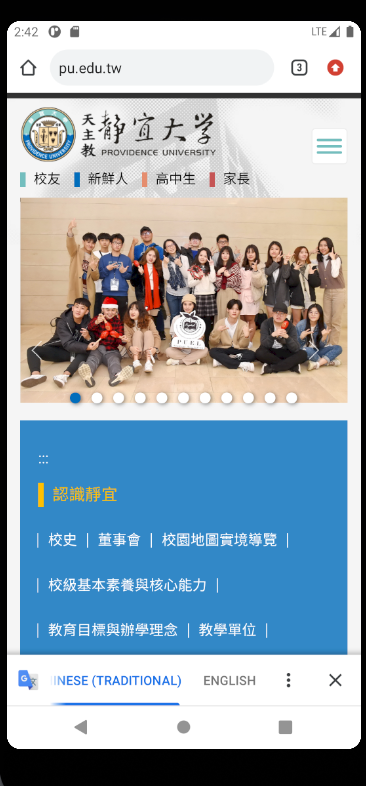 2:42 LTE
pu.edu.tw 3
天主教 靜宜大学
PROVIDENCE UNIVERSITY
校友 新鮮人 高中生 家長
:::
認識靜宜
| 校史 | 董事會 | 校園地圖實境導覽 |
| 校級基本素養與核心能力 |
| 教育目標與辦學理念 | 教學單位 |
INESE (TRADITIONAL) ENGLISH